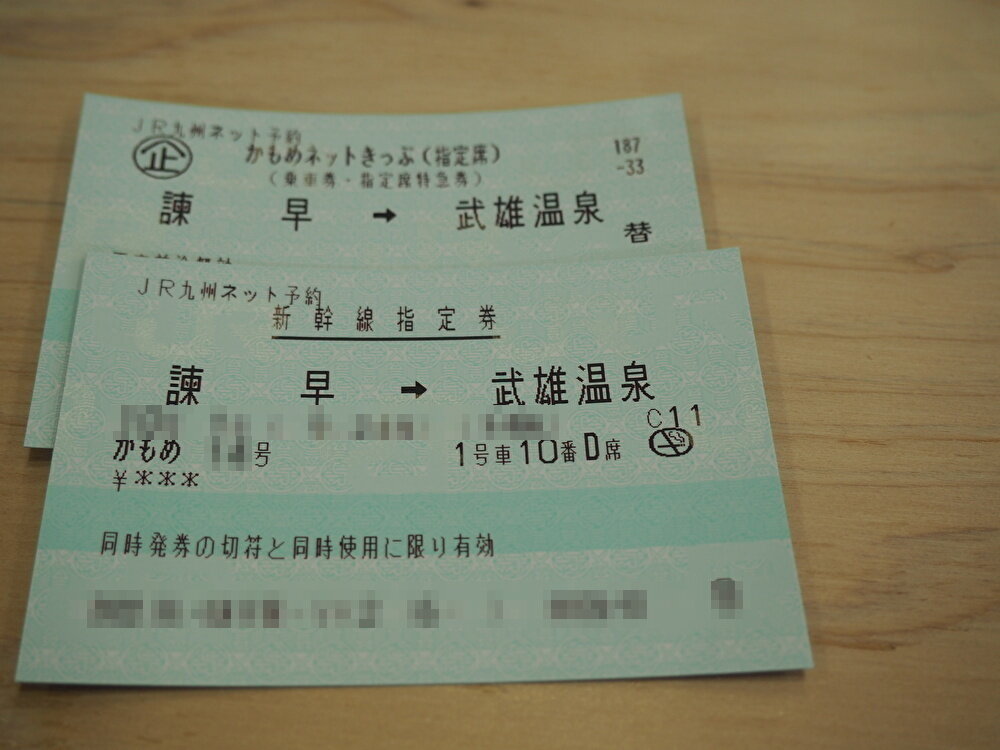 JR九州ネット予約
企 かもめネットきっぷ(指定席)
187
-33
(乗車券・指定席特急券)
諫早→武雄温泉
替
JR九州ネット予約
新幹線指定券
諫早→武雄温泉
C11
かもめ 号 1号車10番D席
¥***
同時発券の切符と同時使用に限り有効